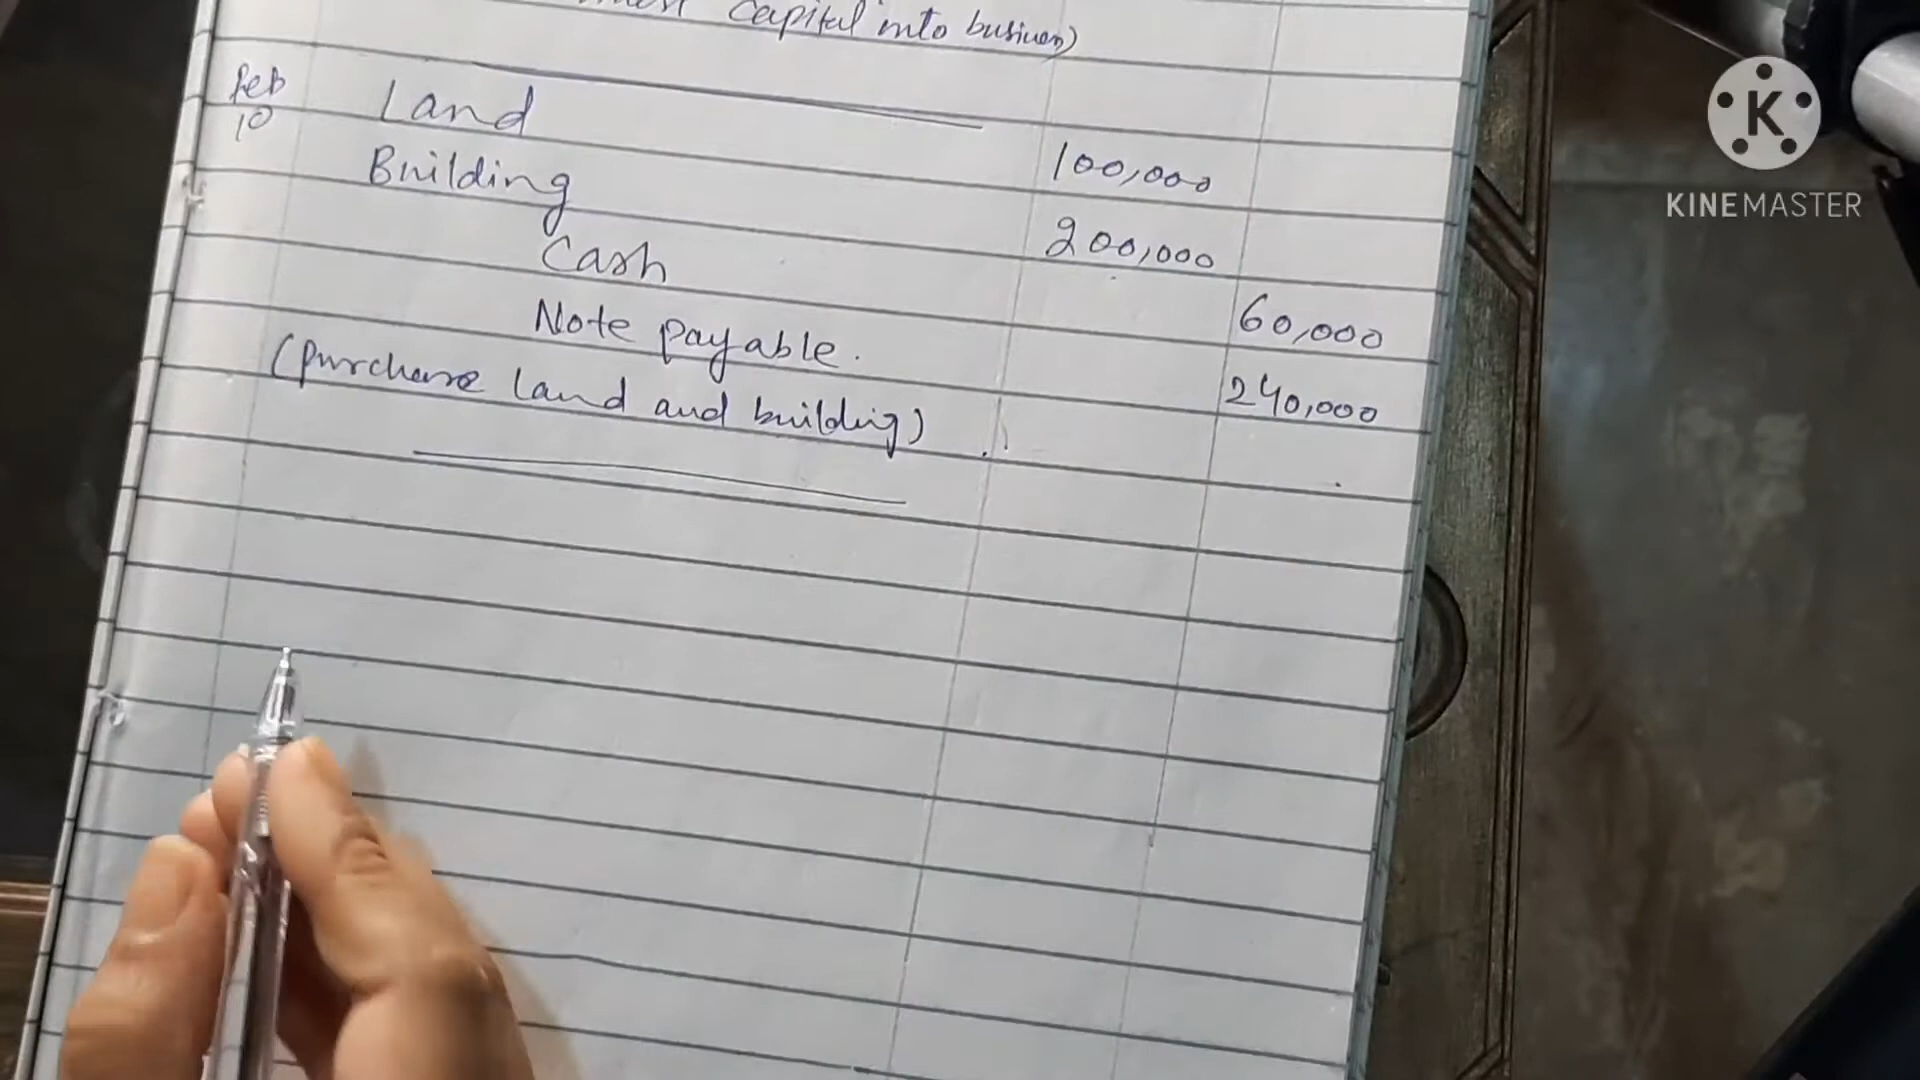 Capital into business)
Feb
10
Land 100,000
Building 200,000
Cash 60,000
Note payable. 240,000
(purchase land and building)
K
KINEMASTER